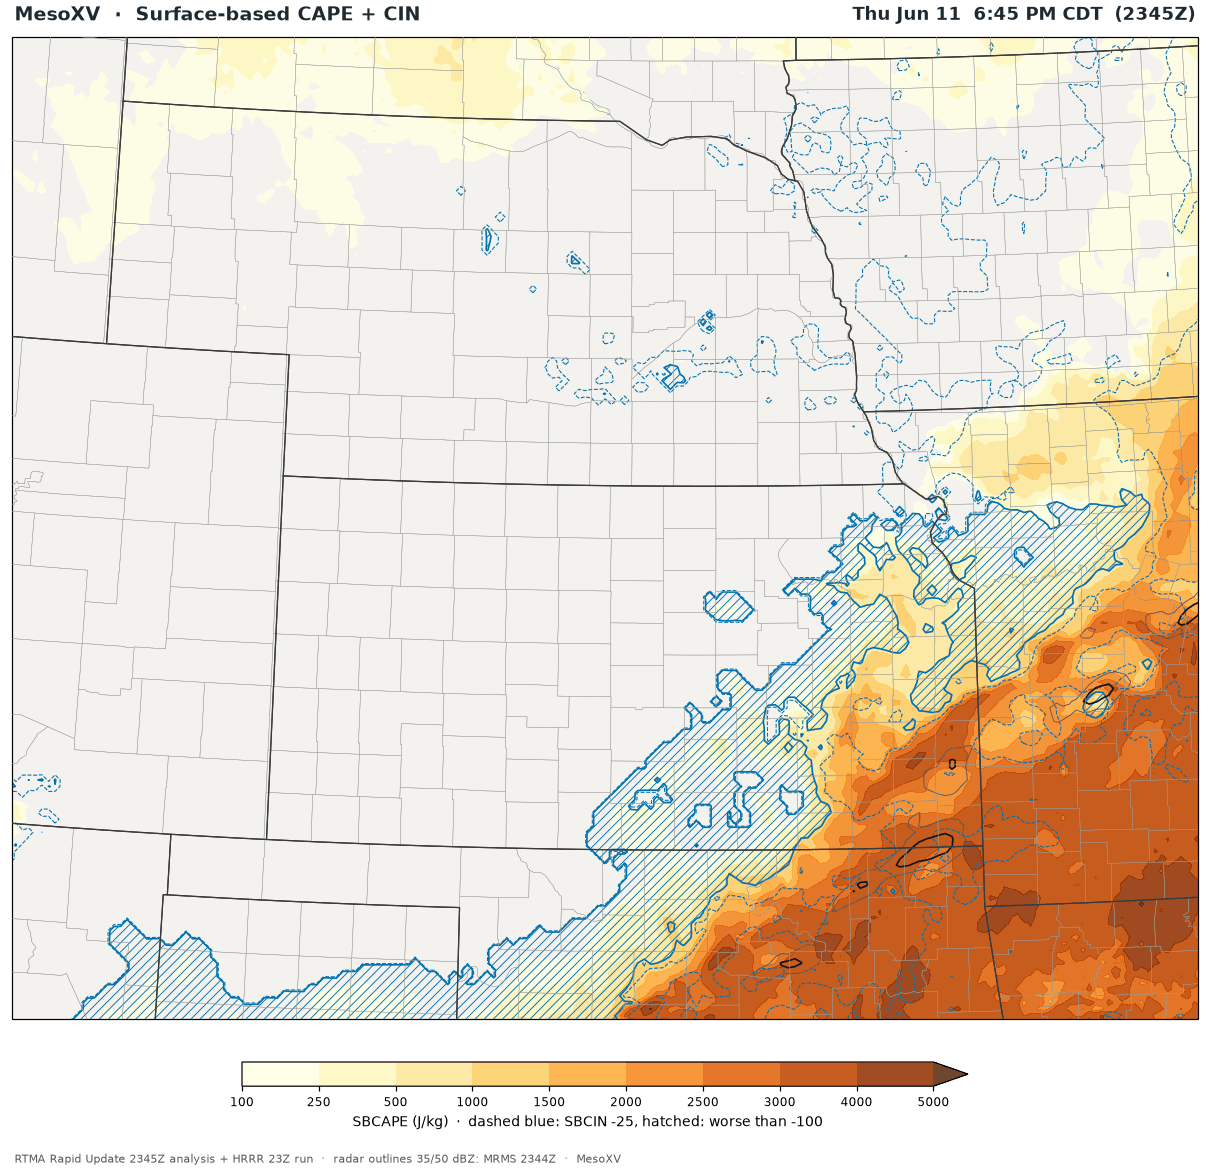 MesoXV · Surface-based CAPE + CIN
Thu Jun 11 6:45 PM CDT (2345Z)
100 250 500 1000 1500 2000 2500 3000 4000 5000
SBCAPE (J/kg) · dashed blue: SBCIN -25, hatched: worse than -100
RTMA Rapid Update 2345Z analysis + HRRR 23Z run · radar outlines 35/50 dBZ: MRMS 2344Z · MesoXV